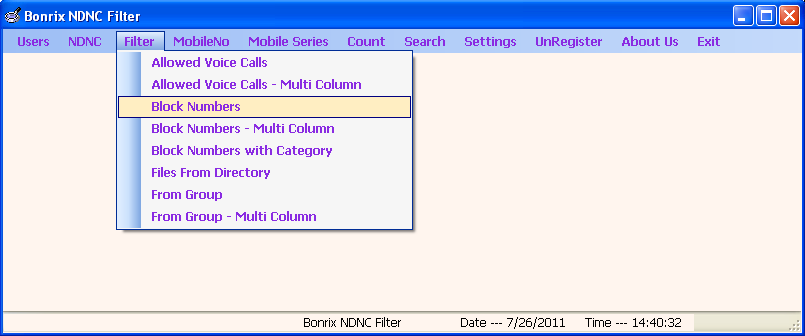 Bonrix NDNC Filter
Users NDNC Filter MobileNo Mobile Series Count Search Settings UnRegister About Us Exit
Allowed Voice Calls
Allowed Voice Calls - Multi Column
Block Numbers
Block Numbers - Multi Column
Block Numbers with Category
Files From Directory
From Group
From Group - Multi Column
Bonrix NDNC Filter Date --- 7/26/2011 Time --- 14:40:32